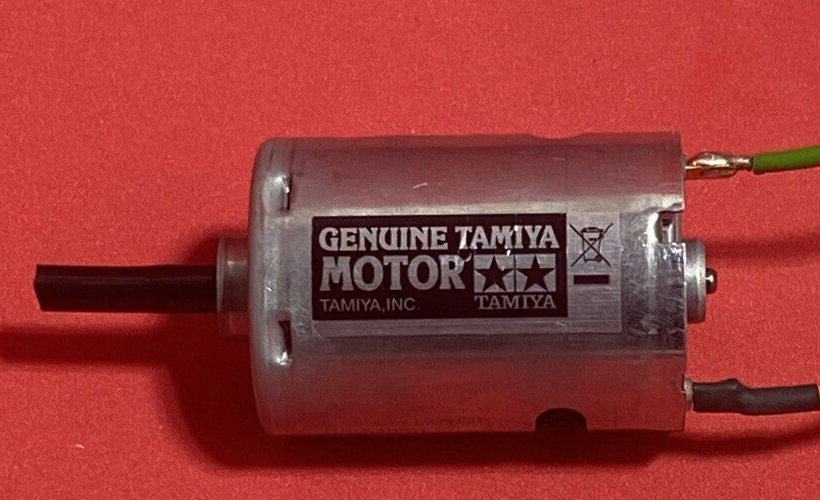 GENUINE TAMIYA
MOTOR
TAMIYA, INC.
TAMIYA